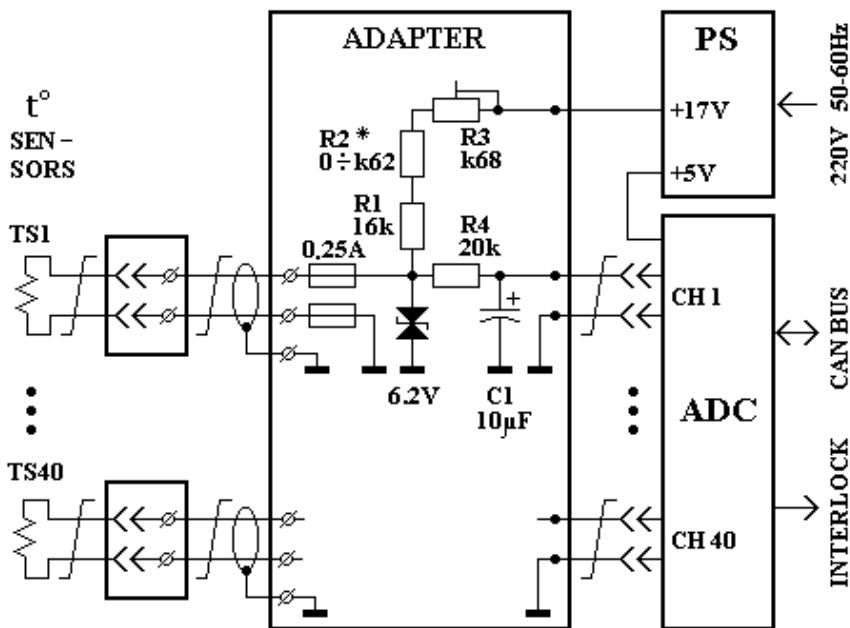 ADAPTER
PS
+17V
+5V
220V 50-60Hz
t°
SEN-
SORS
R2 *
0÷k62
R3
k68
R1
16k
R4
20k
TS1
0.25A
+
6.2V
C1
10µF
CH 1
ADC
CAN BUS
INTERLOCK
TS40
CH 40